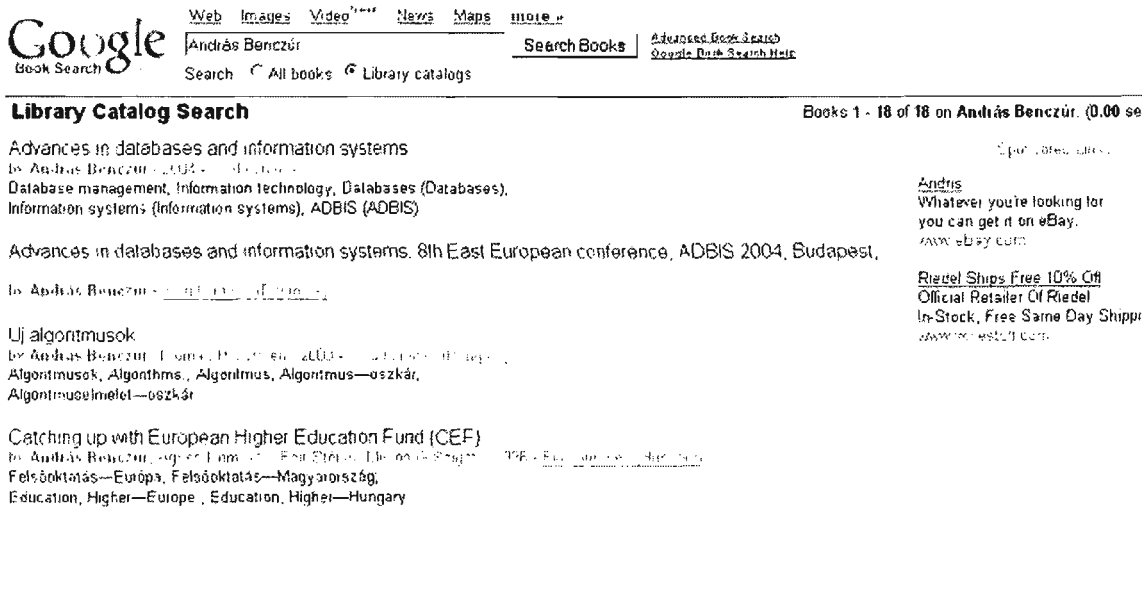 Google
Book Search
Web Images Video News Maps more »
András Benczúr
Search Books
Advanced Book Search
Google Book Search Help
Search All books Library catalogs
Library Catalog Search
Books 1 - 18 of 18 on András Benczúr. (0.00 se
Advances in databases and information systems
by András Benczúr - 2003
Database management, Information technology, Databases (Databases),
Information systems (Information systems), ADBIS (ADBIS)
Advances in databases and information systems. 8th East European conference, ADBIS 2004, Budapest,
by András Benczúr
Uj algoritmusok
by András Benczúr
Algoritmusok, Algorithms., Algoritmus, Algoritmus—oszkár,
Algoritmuselmélet—oszkár
Catching up with European Higher Education Fund (CEF)
by András Benczúr
Felsőoktatás—Európa, Felsőoktatás—Magyarország,
Education, Higher—Europe , Education, Higher—Hungary
Andris
Whatever you're looking for
you can get it on eBay.
www.ebay.com
Riedel Ships Free 10% Off
Official Retailer Of Riedel
In-Stock, Free Same Day Shippi